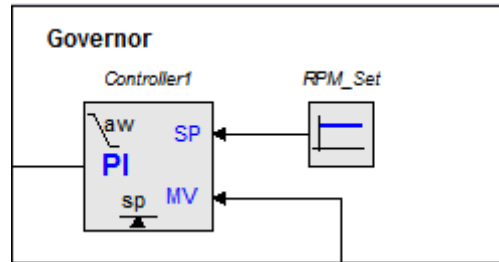 Governor
Controller1
RPM_Set
aw
SP
PI
sp
MV